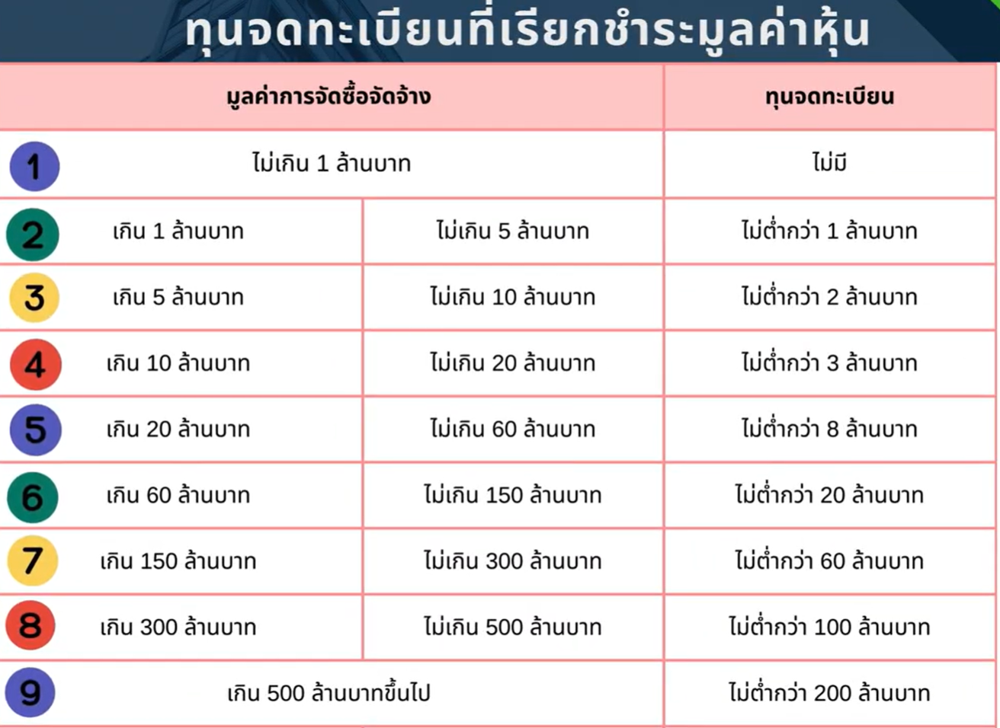 ทุนจดทะเบียนที่เรียกชำระมูลค่าหุ้น
มูลค่าการจัดซื้อจัดจ้าง ทุนจดทะเบียน
1 ไม่เกิน 1 ล้านบาท ไม่มี
2 เกิน 1 ล้านบาท ไม่เกิน 5 ล้านบาท ไม่ต่ำกว่า 1 ล้านบาท
3 เกิน 5 ล้านบาท ไม่เกิน 10 ล้านบาท ไม่ต่ำกว่า 2 ล้านบาท
4 เกิน 10 ล้านบาท ไม่เกิน 20 ล้านบาท ไม่ต่ำกว่า 3 ล้านบาท
5 เกิน 20 ล้านบาท ไม่เกิน 60 ล้านบาท ไม่ต่ำกว่า 8 ล้านบาท
6 เกิน 60 ล้านบาท ไม่เกิน 150 ล้านบาท ไม่ต่ำกว่า 20 ล้านบาท
7 เกิน 150 ล้านบาท ไม่เกิน 300 ล้านบาท ไม่ต่ำกว่า 60 ล้านบาท
8 เกิน 300 ล้านบาท ไม่เกิน 500 ล้านบาท ไม่ต่ำกว่า 100 ล้านบาท
9 เกิน 500 ล้านบาทขึ้นไป ไม่ต่ำกว่า 200 ล้านบาท